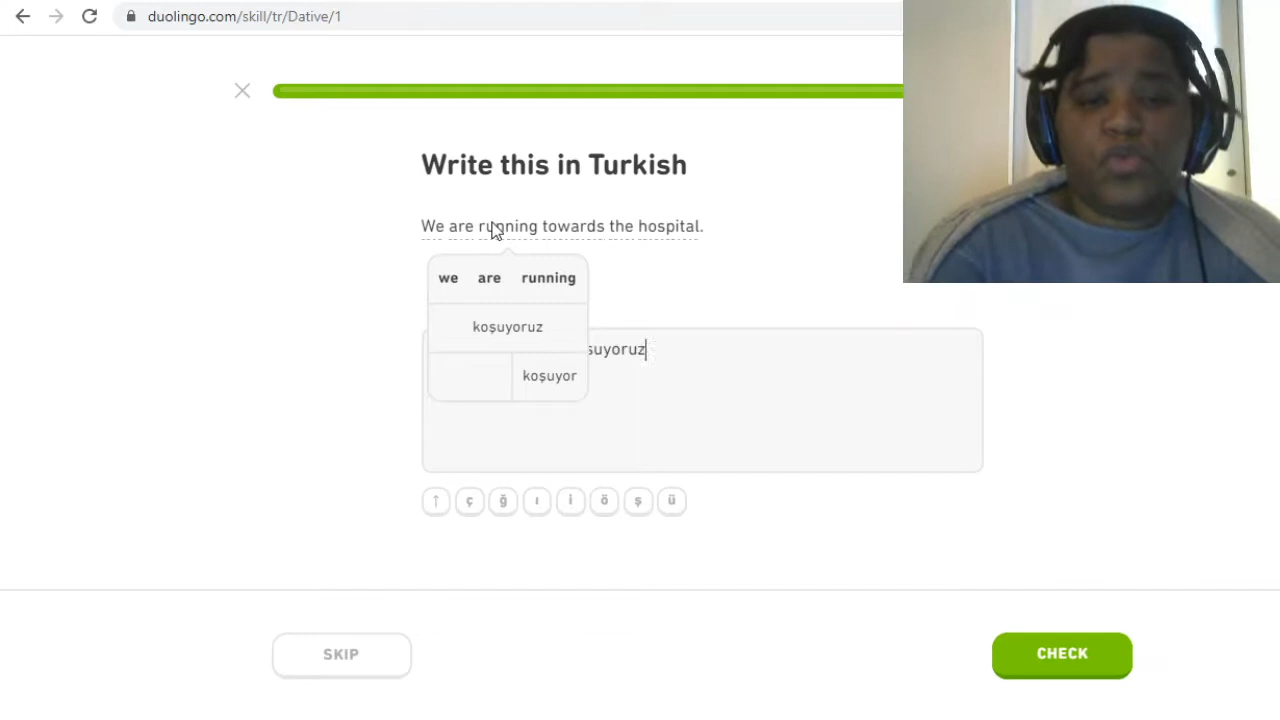 duolingo.com/skill/tr/Dative/1
Write this in Turkish
We are running towards the hospital.
we are running
koşuyoruz
suyoruz
koşuyor
↑ ç ğ ı i ö ş ü
SKIP
CHECK